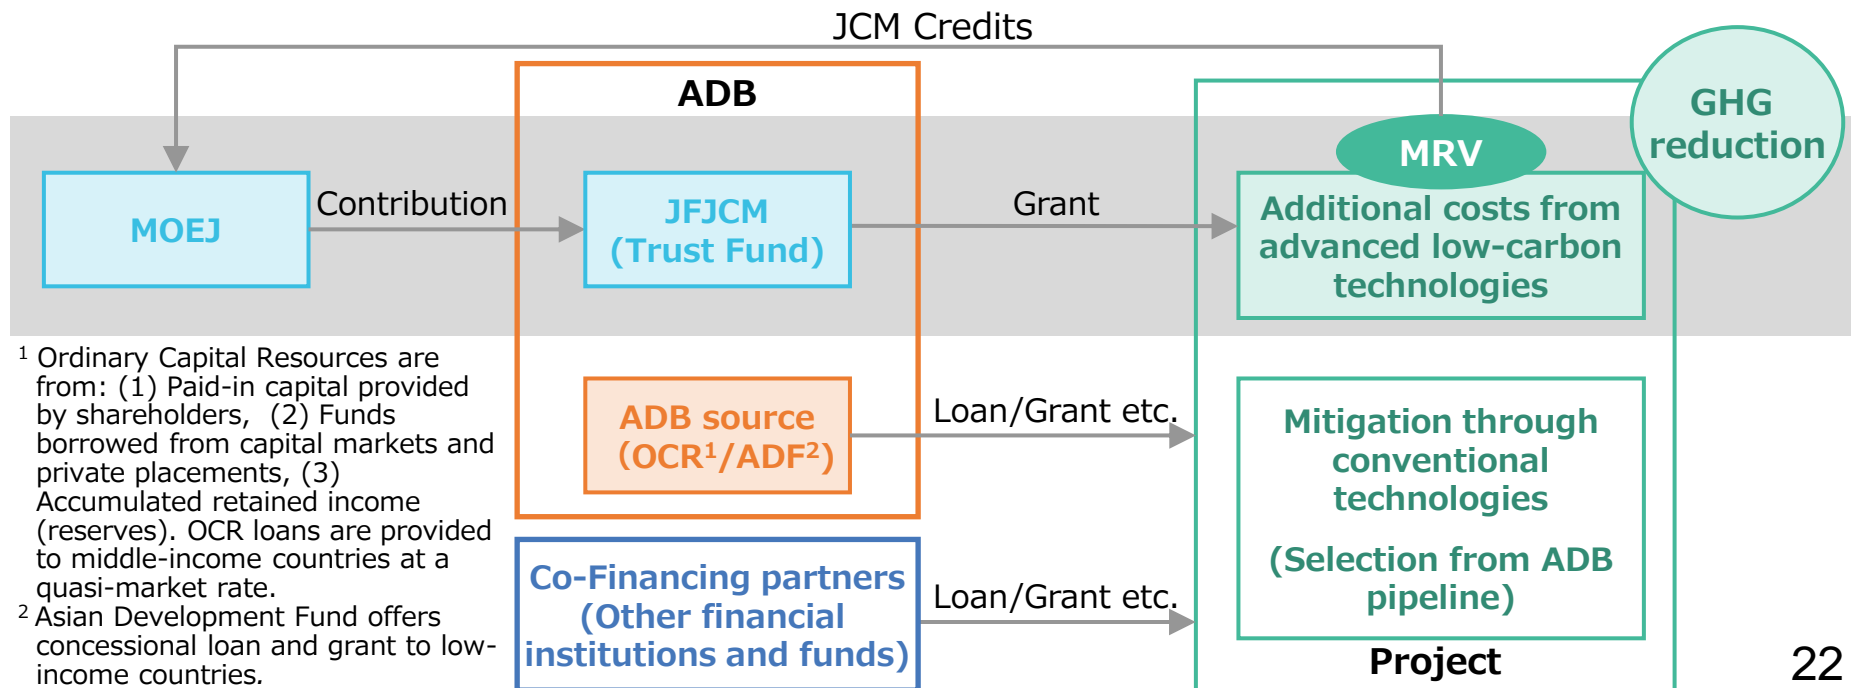 JCM Credits
ADB
GHG
reduction
MRV
MOEJ
Contribution
JFJCM
(Trust Fund)
Grant
Additional costs from
advanced low-carbon
technologies
¹ Ordinary Capital Resources are
from: (1) Paid-in capital provided
by shareholders, (2) Funds
borrowed from capital markets and
private placements, (3)
Accumulated retained income
(reserves). OCR loans are provided
to middle-income countries at a
quasi-market rate.
² Asian Development Fund offers
concessional loan and grant to low-
income countries.
ADB source
(OCR¹/ADF²)
Loan/Grant etc.
Mitigation through
conventional
technologies
(Selection from ADB
pipeline)
Co-Financing partners
(Other financial
institutions and funds)
Loan/Grant etc.
Project
22